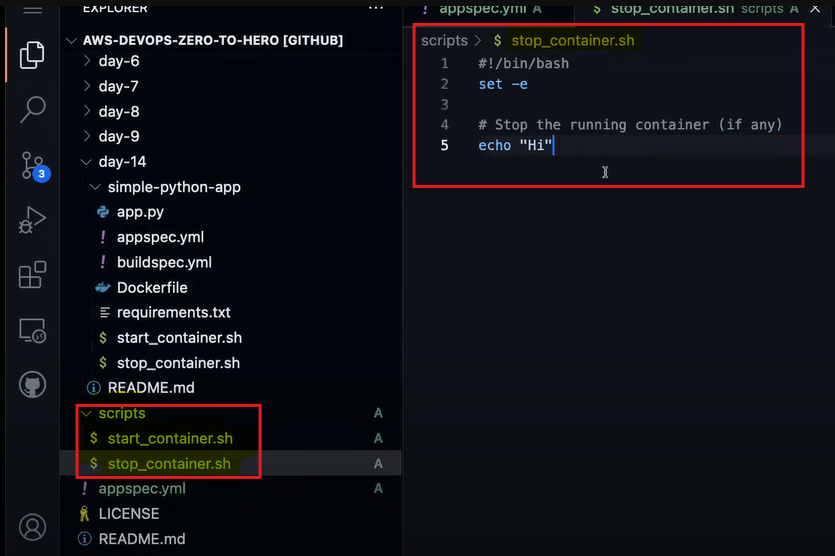 EXPLORER
...
AWS-DEVOPS-ZERO-TO-HERO [GITHUB]
day-6
day-7
day-8
day-9
day-14
simple-python-app
app.py
! appspec.yml
! buildspec.yml
Dockerfile
requirements.txt
$ start_container.sh
$ stop_container.sh
README.md
scripts A
$ start_container.sh A
$ stop_container.sh A
! appspec.yml A
LICENSE
README.md
3
! appspec.yml A
$ stop_container.sh scripts A
scripts > $ stop_container.sh
1 #!/bin/bash
2 set -e
3
4 # Stop the running container (if any)
5 echo "Hi"